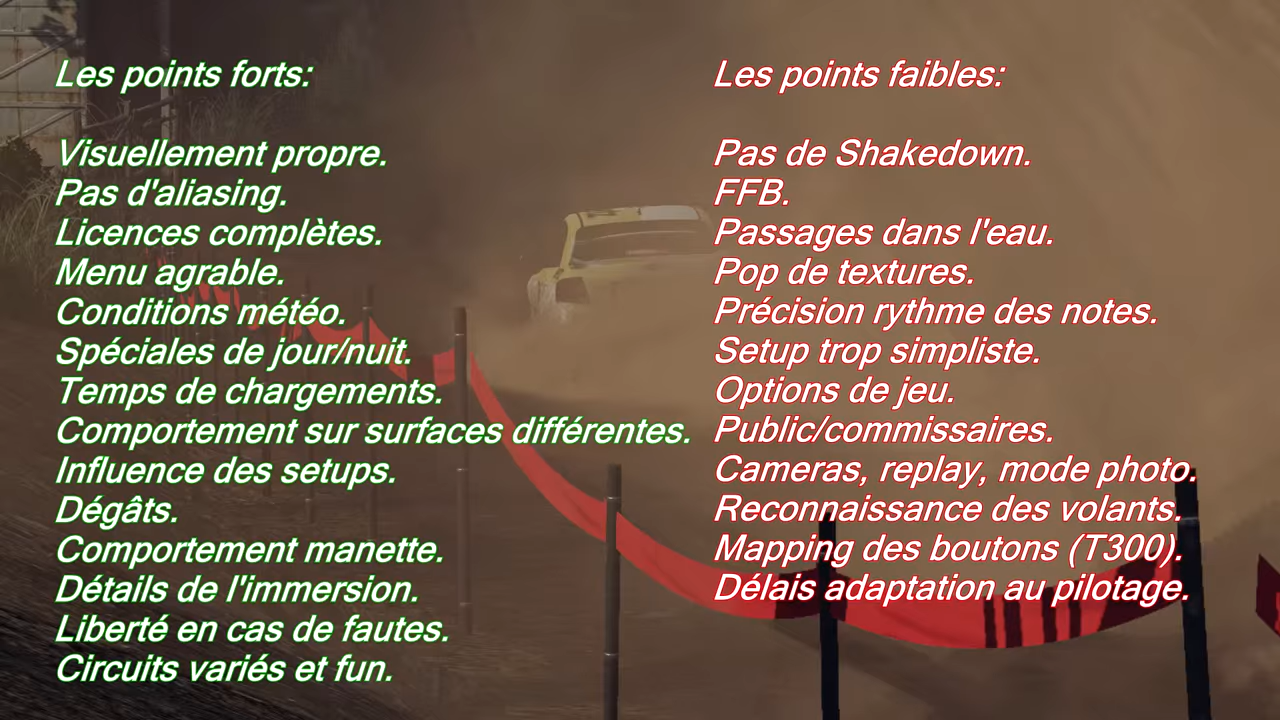 Les points forts:
Visuellement propre.
Pas d'aliasing.
Licences complètes.
Menu agrable.
Conditions météo.
Spéciales de jour/nuit.
Temps de chargements.
Comportement sur surfaces différentes.
Influence des setups.
Dégâts.
Comportement manette.
Détails de l'immersion.
Liberté en cas de fautes.
Circuits variés et fun.
Les points faibles:
Pas de Shakedown.
FFB.
Passages dans l'eau.
Pop de textures.
Précision rythme des notes.
Setup trop simpliste.
Options de jeu.
Public/commissaires.
Cameras, replay, mode photo.
Reconnaissance des volants.
Mapping des boutons (T300).
Délais adaptation au pilotage.